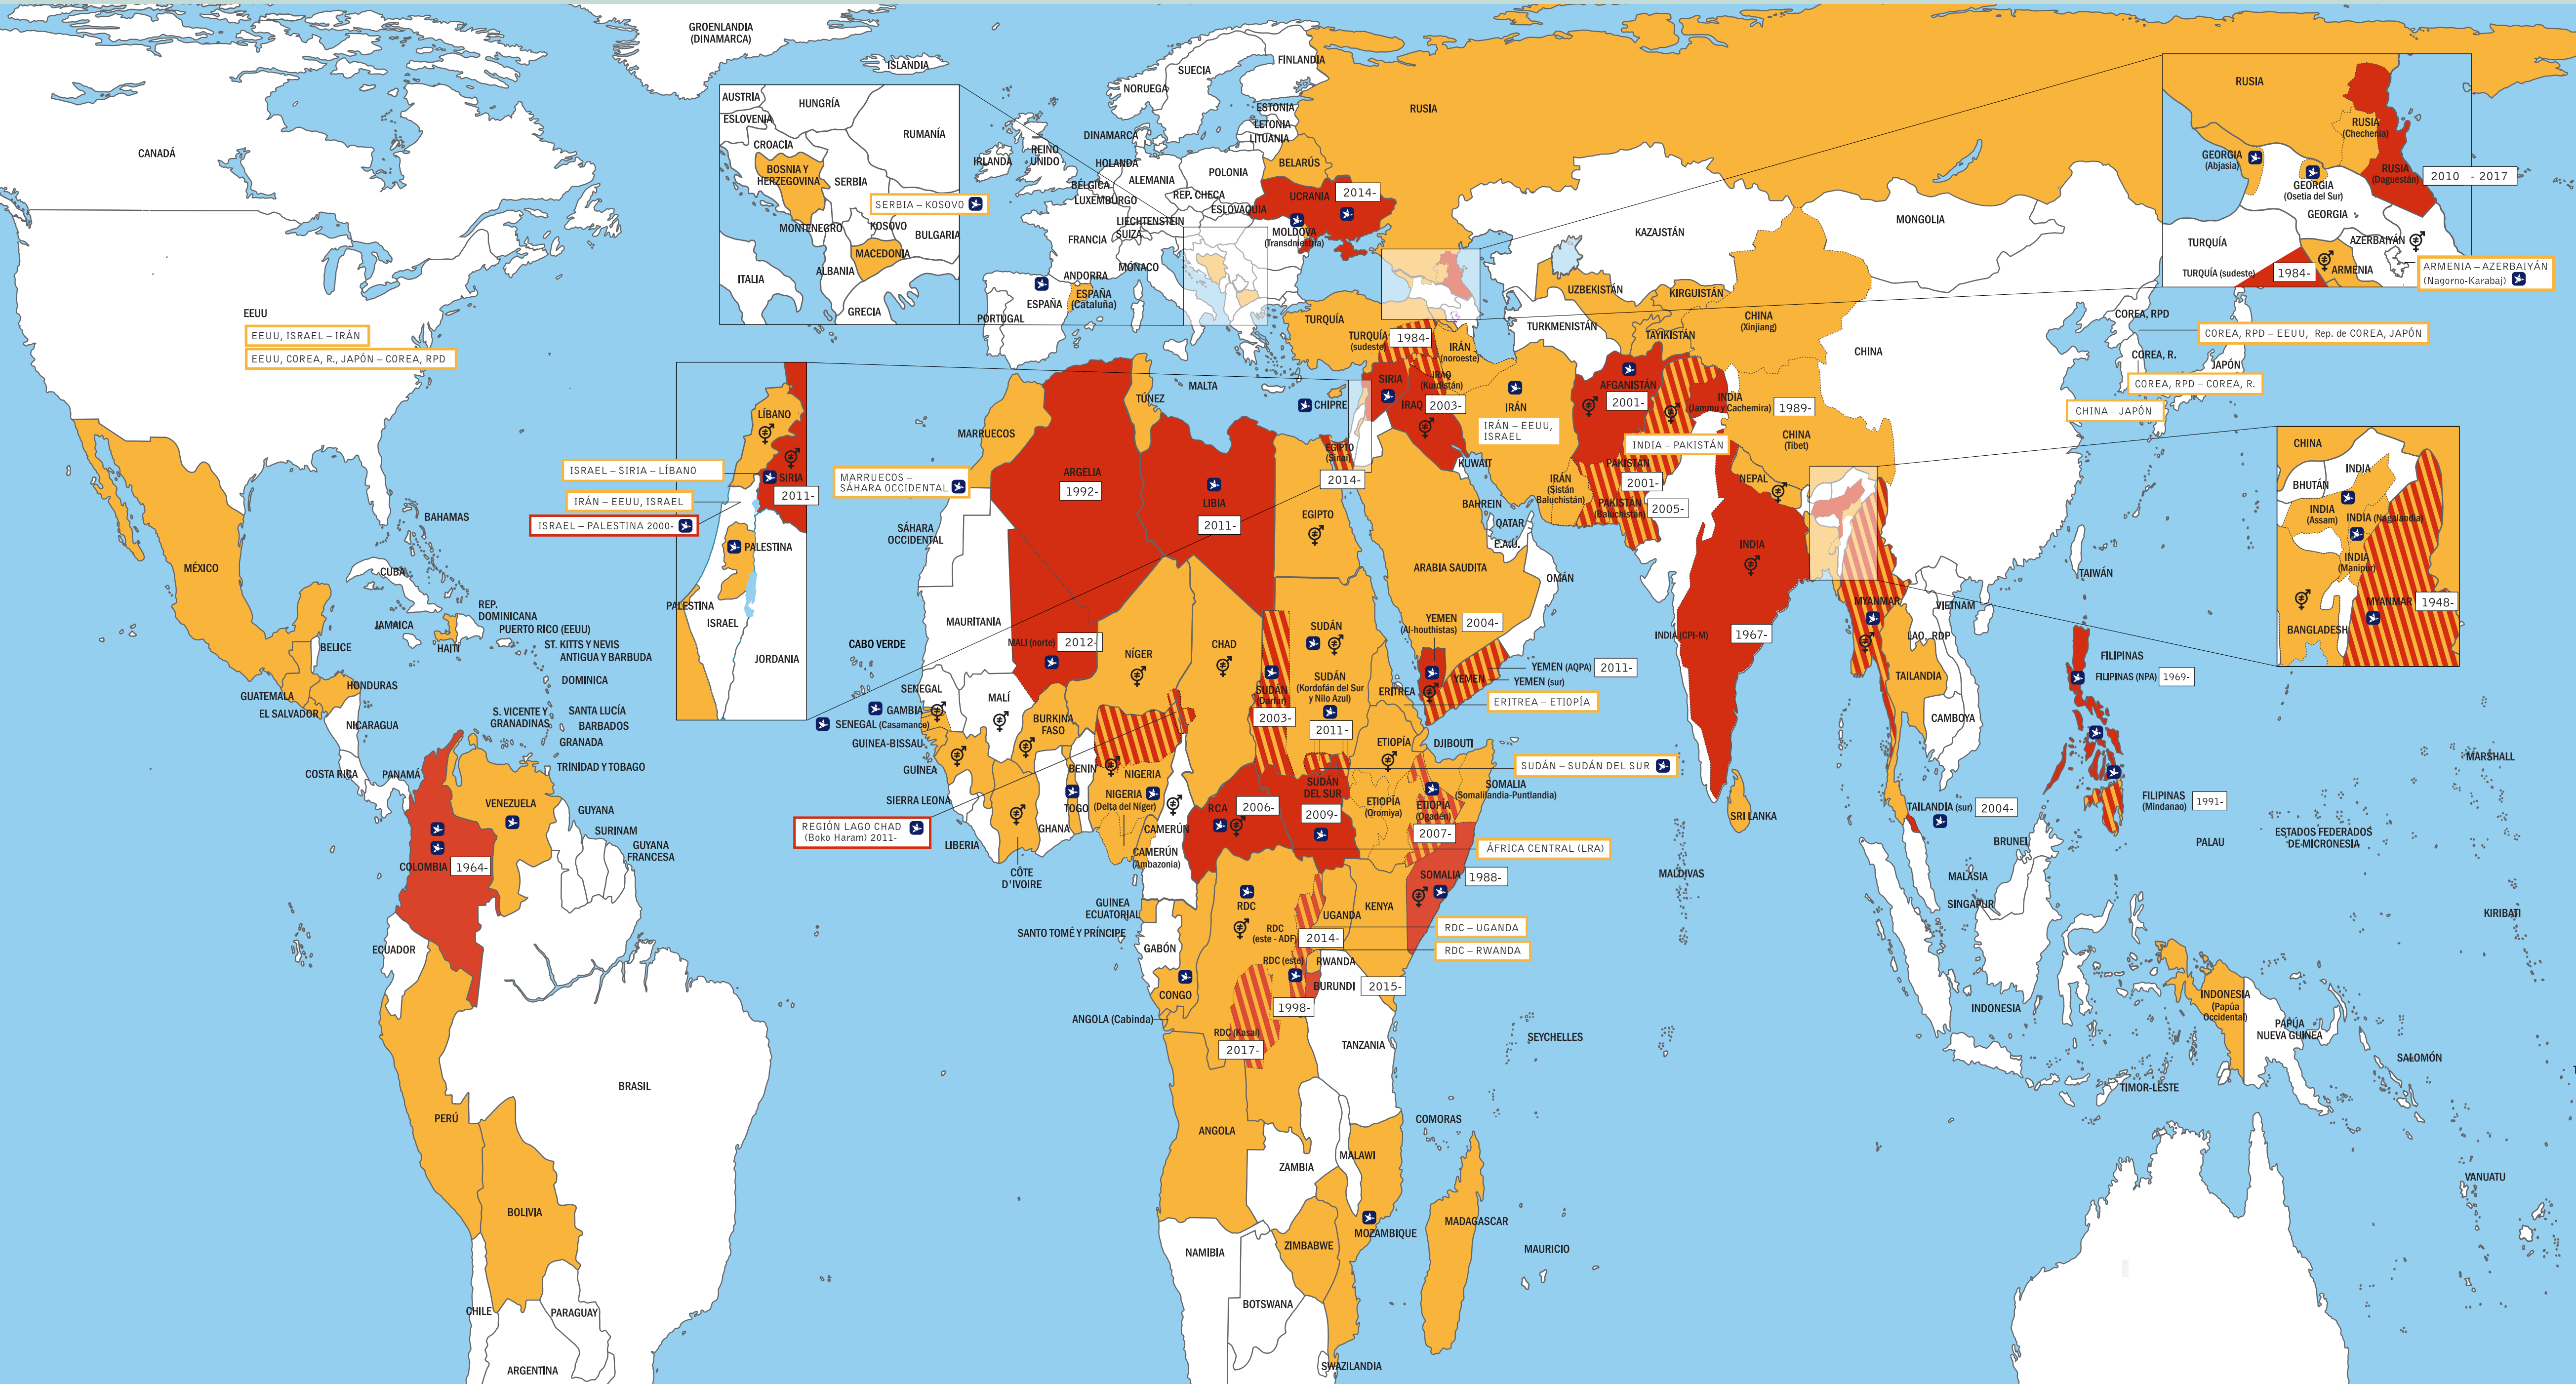 GROENLANDIA
(DINAMARCA)
ISLANDIA
CANADÁ
EEUU
EEUU, ISRAEL – IRÁN
EEUU, COREA, R., JAPÓN – COREA, RPD
MÉXICO
BAHAMAS
CUBA
REP.
DOMINICANA
PUERTO RICO (EEUU)
ST. KITTS Y NEVIS
ANTIGUA Y BARBUDA
JAMAICA
HAITÍ
BELICE
DOMINICA
GUATEMALA
HONDURAS
EL SALVADOR
NICARAGUA
S. VICENTE Y
GRANADINAS
SANTA LUCÍA
BARBADOS
GRANADA
TRINIDAD Y TOBAGO
COSTA RICA
PANAMÁ
VENEZUELA
GUYANA
SURINAM
GUYANA
FRANCESA
COLOMBIA
1964-
ECUADOR
PERÚ
BRASIL
BOLIVIA
CHILE
PARAGUAY
ARGENTINA
AUSTRIA
HUNGRÍA
ESLOVENIA
RUMANÍA
CROACIA
BOSNIA Y
HERZEGOVINA
SERBIA
SERBIA – KOSOVO
MONTENEGRO
KOSOVO
BULGARIA
MACEDONIA
ITALIA
ALBANIA
GRECIA
LÍBANO
ISRAEL – SIRIA – LÍBANO
SIRIA
2011-
IRÁN – EEUU, ISRAEL
ISRAEL – PALESTINA 2000-
PALESTINA
PALESTINA
ISRAEL
JORDANIA
FINLANDIA
SUECIA
NORUEGA
ESTONIA
LETONIA
LITUANIA
DINAMARCA
REINO
UNIDO
IRLANDA
HOLANDA
BELARÚS
POLONIA
ALEMANIA
BÉLGICA
LUXEMBURGO
REP. CHECA
ESLOVAQUIA
UCRANIA
2014-
LIECHTENSTEIN
SUIZA
MOLDOVA
(Transdniestria)
FRANCIA
MÓNACO
ANDORRA
ESPAÑA
(Cataluña)
ESPAÑA
PORTUGAL
MALTA
CHIPRE
RUSIA
KAZAJSTÁN
MONGOLIA
UZBEKISTÁN
KIRGUISTÁN
TURKMENISTÁN
TAYIKISTÁN
CHINA
(Xinjiang)
CHINA
CHINA
(Tíbet)
TURQUÍA
TURQUÍA
(sudeste)
1984-
IRÁN
(noroeste)
SIRIA
IRAQ
(Kurdistán)
IRAQ
2003-
IRÁN
IRÁN – EEUU,
ISRAEL
AFGANISTÁN
2001-
INDIA
(Jammu y Cachemira)
1989-
INDIA – PAKISTÁN
PAKISTÁN
2001-
IRÁN
(Sistán
Baluchistán)
PAKISTÁN
(Baluchistán)
2005-
NEPAL
INDIA
INDIA (CPI-M)
1967-
SRI LANKA
MALDIVAS
KUWAIT
BAHREIN
QATAR
E.A.U.
ARABIA SAUDITA
OMÁN
YEMEN
(Al-houthistas)
2004-
YEMEN (AQPA)
2011-
YEMEN
YEMEN (sur)
ERITREA
ERITREA – ETIOPÍA
MARRUECOS
MARRUECOS –
SÁHARA OCCIDENTAL
SÁHARA
OCCIDENTAL
ARGELIA
1992-
TÚNEZ
LIBIA
2011-
EGIPTO
(Sinaí)
2014-
EGIPTO
MAURITANIA
MALÍ (norte)
2012-
MALÍ
NÍGER
CHAD
SUDÁN
SUDÁN
(Darfur)
2003-
SUDÁN
(Kordofán del Sur
y Nilo Azul)
2011-
CABO VERDE
SENEGAL
GAMBIA
SENEGAL (Casamance)
GUINEA-BISSAU
GUINEA
SIERRA LEONA
LIBERIA
CÔTE
D'IVOIRE
BURKINA
FASO
GHANA
TOGO
BENIN
NIGERIA
NIGERIA
(Delta del Níger)
REGIÓN LAGO CHAD
(Boko Haram) 2011-
CAMERÚN
CAMERÚN
(Ambazonia)
RCA
2006-
SUDÁN
DEL SUR
2009-
SUDÁN – SUDÁN DEL SUR
ETIOPÍA
ETIOPÍA
(Oromiya)
ETIOPÍA
(Ogadén)
2007-
DJIBOUTI
SOMALIA
(Somalilandia-Puntlandia)
ÁFRICA CENTRAL (LRA)
SOMALIA
1988-
GUINEA
ECUATORIAL
SANTO TOMÉ Y PRÍNCIPE
GABÓN
CONGO
ANGOLA (Cabinda)
RDC
RDC
(este - ADF)
2014-
RDC (este)
1998-
RDC (Kasai)
2017-
UGANDA
KENYA
RDC – UGANDA
RDC – RWANDA
RWANDA
BURUNDI
2015-
TANZANIA
SEYCHELLES
COMORAS
ANGOLA
ZAMBIA
MALAWI
MOZAMBIQUE
MADAGASCAR
MAURICIO
ZIMBABWE
NAMIBIA
BOTSWANA
SWAZILANDIA
RUSIA
RUSIA
(Chechenia)
GEORGIA
(Abjasia)
GEORGIA
(Osetia del Sur)
RUSIA
(Daguestán)
2010 - 2017
GEORGIA
TURQUÍA
AZERBAIYÁN
TURQUÍA (sudeste)
1984-
ARMENIA
ARMENIA – AZERBAIYÁN
(Nagorno-Karabaj)
COREA, RPD
COREA, RPD – EEUU, Rep. de COREA, JAPÓN
COREA, R.
JAPÓN
COREA, RPD – COREA, R.
CHINA – JAPÓN
CHINA
INDIA
BHUTÁN
INDIA
(Assam)
INDIA (Nagalandia)
INDIA
(Manipur)
MYANMAR
1948-
BANGLADESH
TAIWÁN
MYANMAR
VIETNAM
LAO, RDP
TAILANDIA
CAMBOYA
TAILANDIA (sur)
2004-
FILIPINAS
FILIPINAS (NPA)
1969-
FILIPINAS
(Mindanao)
1991-
BRUNEI
MALASIA
SINGAPUR
INDONESIA
PALAU
ESTADOS FEDERADOS
DE MICRONESIA
MARSHALL
KIRIBATI
INDONESIA
(Papúa
Occidental)
PAPÚA
NUEVA GUINEA
TIMOR-LESTE
SALOMÓN
VANUATU